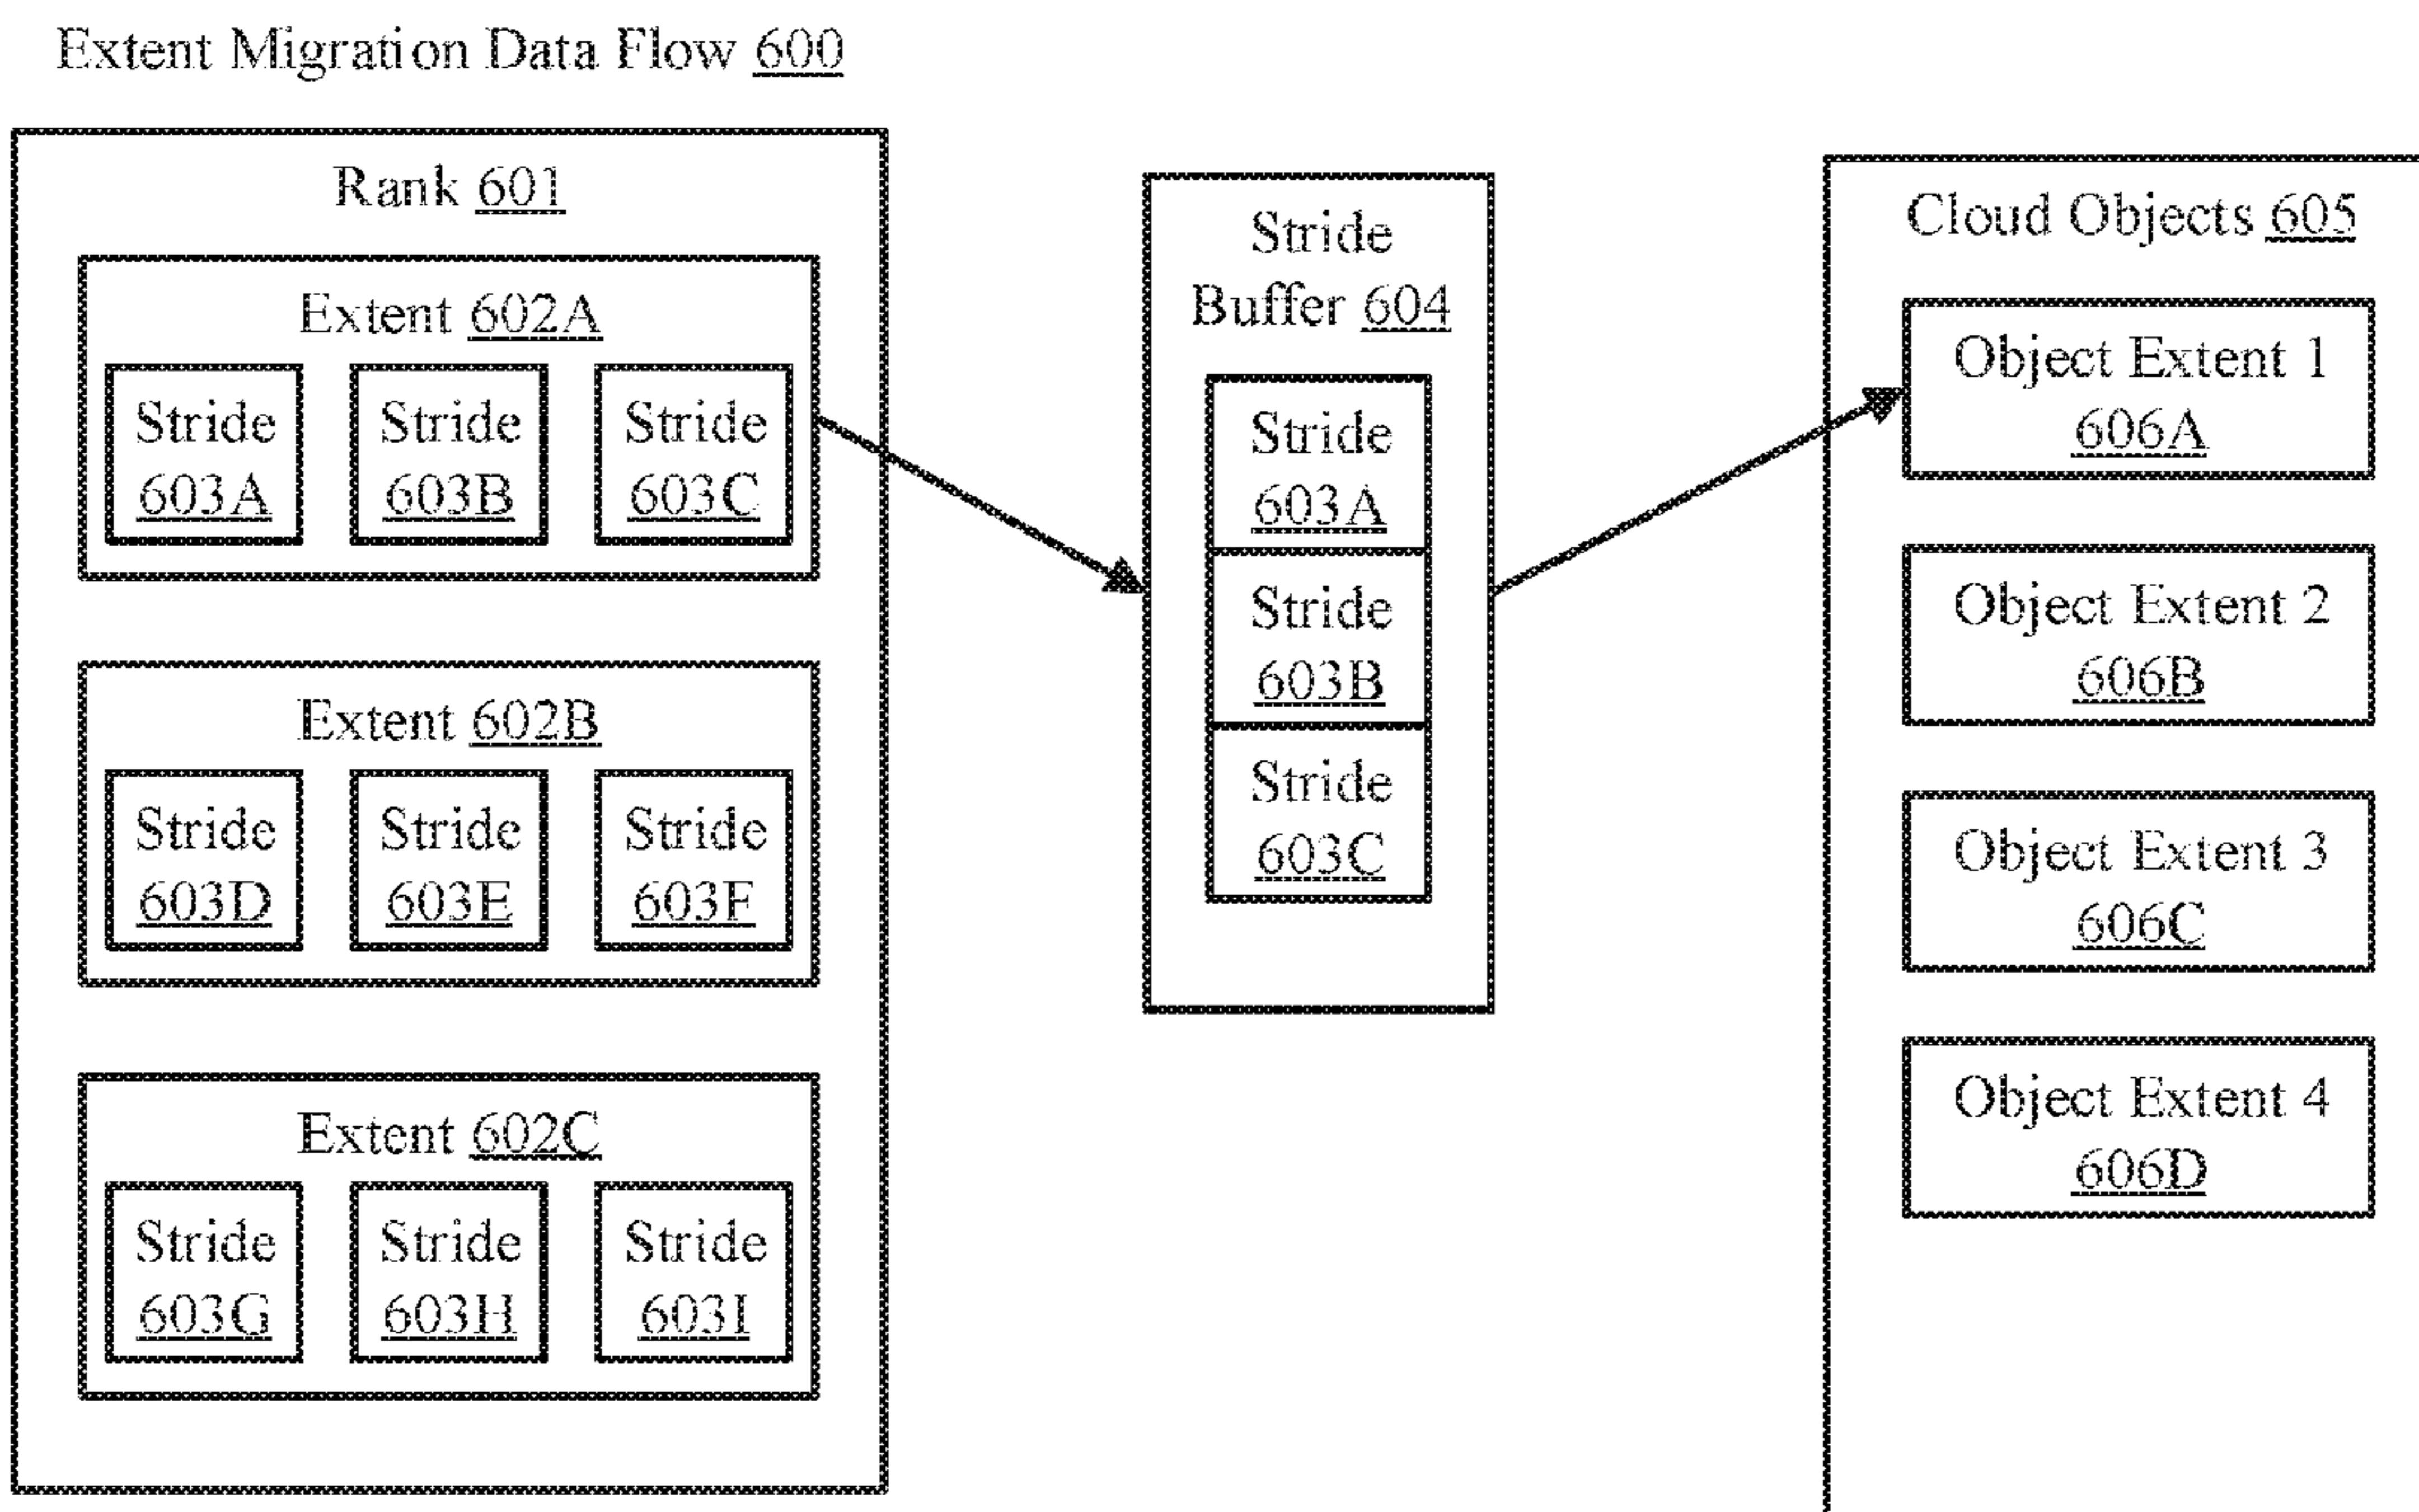 Extent Migration Data Flow 600
Rank 601
Extent 602A
Stride
603A
Stride
603B
Stride
603C
Extent 602B
Stride
603D
Stride
603E
Stride
603F
Extent 602C
Stride
603G
Stride
603H
Stride
603I
Stride
Buffer 604
Stride
603A
Stride
603B
Stride
603C
Cloud Objects 605
Object Extent 1
606A
Object Extent 2
606B
Object Extent 3
606C
Object Extent 4
606D